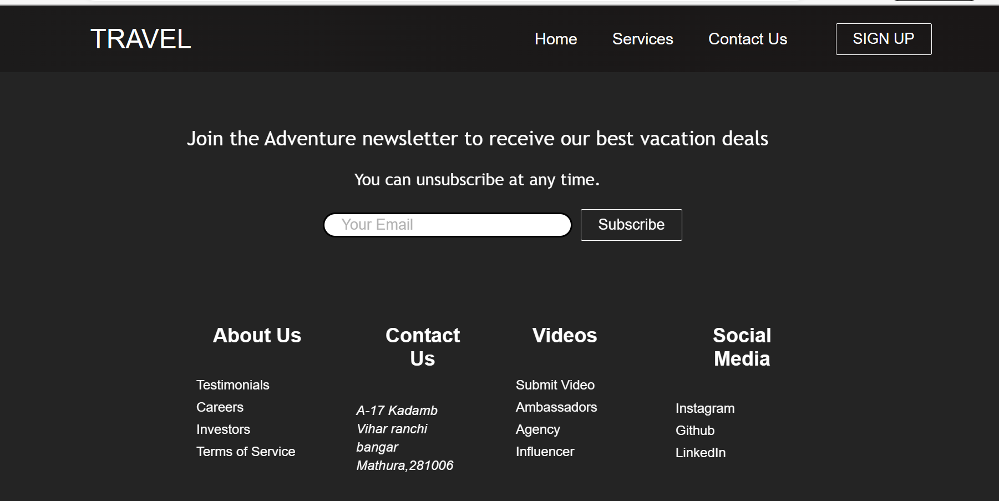 TRAVEL
Home
Services
Contact Us
SIGN UP
Join the Adventure newsletter to receive our best vacation deals
You can unsubscribe at any time.
Your Email
Subscribe
About Us
Testimonials
Careers
Investors
Terms of Service
Contact
Us
A-17 Kadamb
Vihar ranchi
bangar
Mathura,281006
Videos
Submit Video
Ambassadors
Agency
Influencer
Social
Media
Instagram
Github
LinkedIn